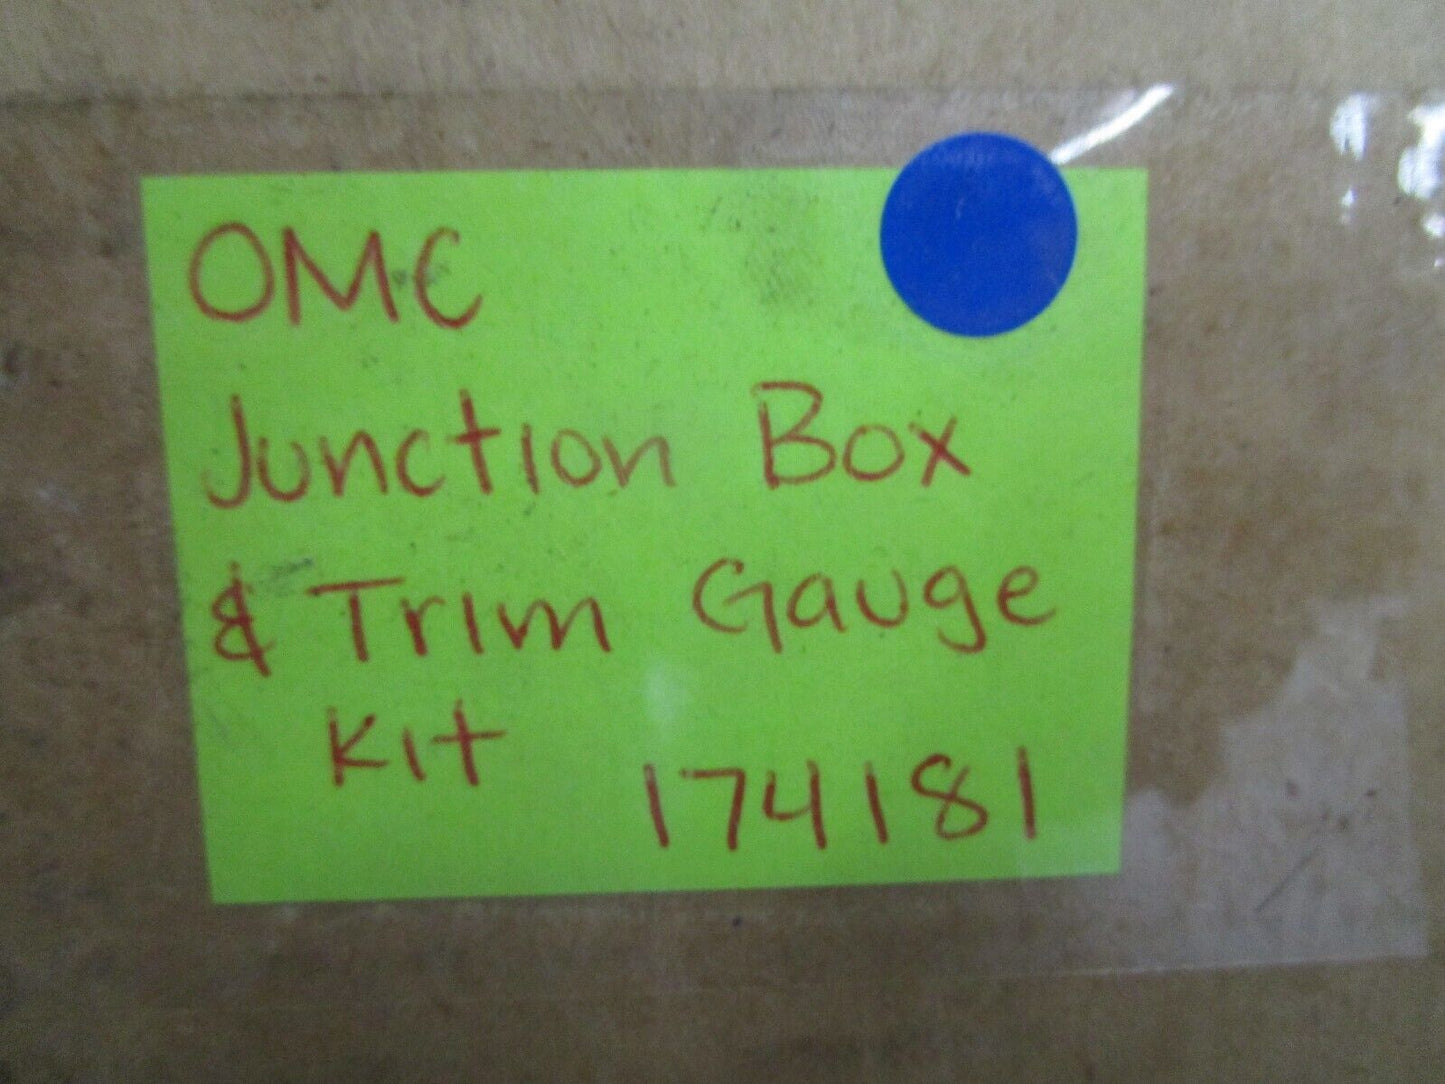 OMC
Junction Box
& Trim Gauge
Kit
174181